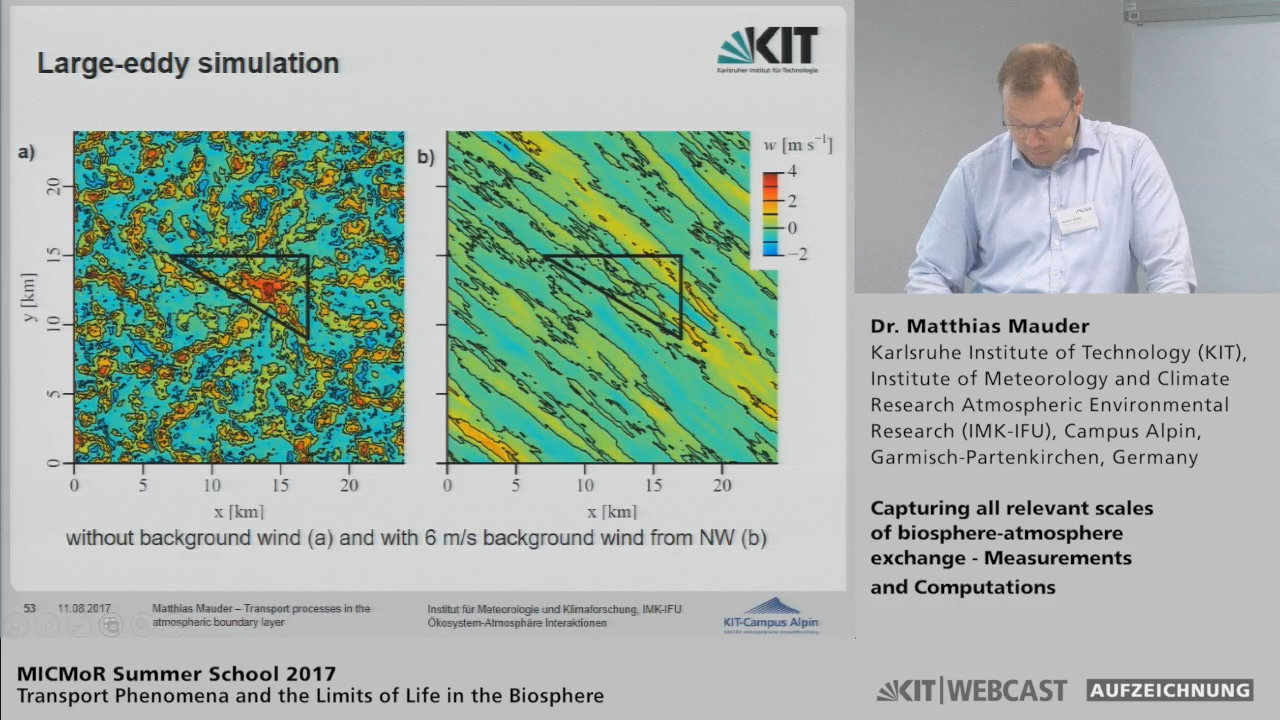 Large-eddy simulation
KIT
Karlsruher Institut für Technologie
a)
b)
w [m s⁻¹]
4
2
0
−2
y [km]
20
15
10
5
0
0 5 10 15 20
x [km]
0 5 10 15 20
x [km]
without background wind (a) and with 6 m/s background wind from NW (b)
53
11.08.2017
Matthias Mauder – Transport processes in the
atmospheric boundary layer
Institut für Meteorologie und Klimaforschung, IMK-IFU
Ökosystem-Atmosphäre Interaktionen
KIT-Campus Alpin
Dr. Matthias Mauder
Karlsruhe Institute of Technology (KIT),
Institute of Meteorology and Climate
Research Atmospheric Environmental
Research (IMK-IFU), Campus Alpin,
Garmisch-Partenkirchen, Germany
Capturing all relevant scales
of biosphere-atmosphere
exchange - Measurements
and Computations
MICMoR Summer School 2017
Transport Phenomena and the Limits of Life in the Biosphere
KIT|WEBCAST
AUFZEICHNUNG